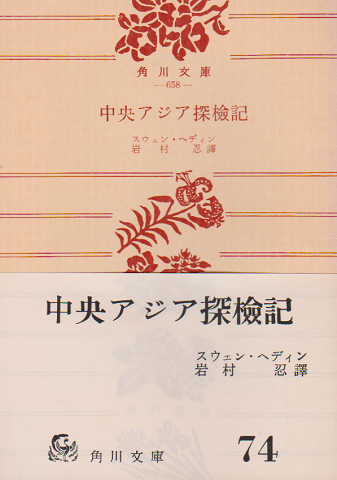 角川文庫
—658—
中央アジア探檢記
スウェン・ヘディン
岩村 忍譯
中央アジア探檢記
スウェン・ヘディン
岩村 忍譯
角川文庫 74